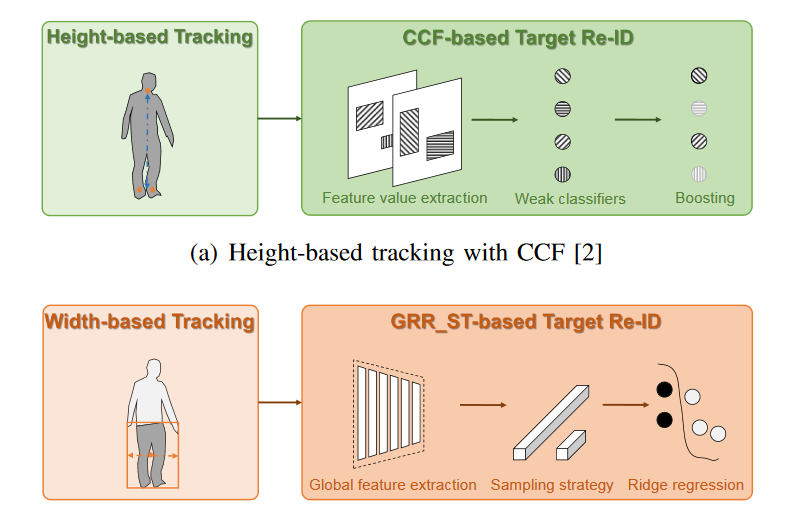 Height-based Tracking
CCF-based Target Re-ID
Feature value extraction
Weak classifiers
Boosting
(a) Height-based tracking with CCF [2]
Width-based Tracking
GRR_ST-based Target Re-ID
Global feature extraction
Sampling strategy
Ridge regression